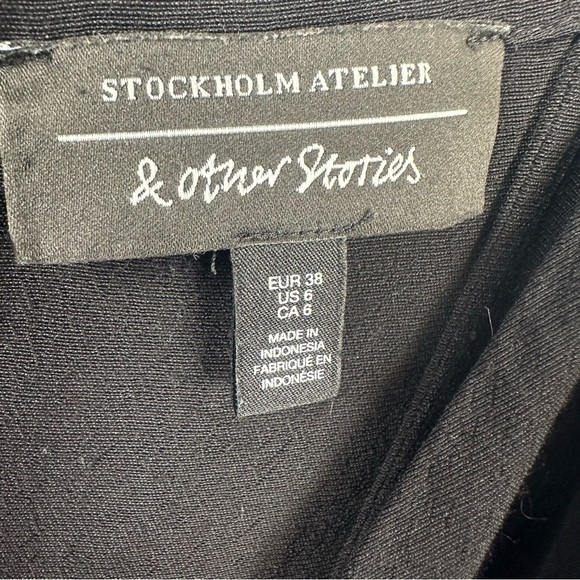 STOCKHOLM ATELIER
& other Stories
EUR 38
US 6
CA 6
MADE IN
INDONESIA
FABRIQUÉ EN
INDONÉSIE